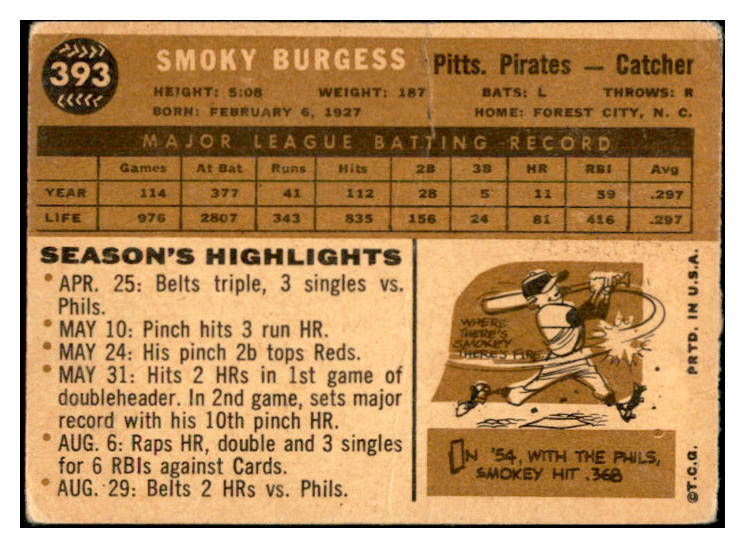 393
SMOKY BURGESS
Pitts. Pirates — Catcher
HEIGHT: 5:08 WEIGHT: 187 BATS: L THROWS: R
BORN: FEBRUARY 6, 1927 HOME: FOREST CITY, N. C.
MAJOR LEAGUE BATTING RECORD
Games At Bat Runs Hits 2B 3B HR RBI Avg
YEAR 114 377 41 112 28 5 11 59 .297
LIFE 976 2807 343 835 156 24 81 416 .297
SEASON'S HIGHLIGHTS
• APR. 25: Belts triple, 3 singles vs.
Phils.
• MAY 10: Pinch hits 3 run HR.
• MAY 24: His pinch 2b tops Reds.
• MAY 31: Hits 2 HRs in 1st game of
doubleheader. In 2nd game, sets major
record with his 10th pinch HR.
• AUG. 6: Raps HR, double and 3 singles
for 6 RBIs against Cards.
• AUG. 29: Belts 2 HRs vs. Phils.
WHERE
THERE'S
SMOKEY
THERE'S FIRE
IN '54, WITH THE PHILS,
SMOKEY HIT .368
PRTD. IN U.S.A.
©T.C.G.